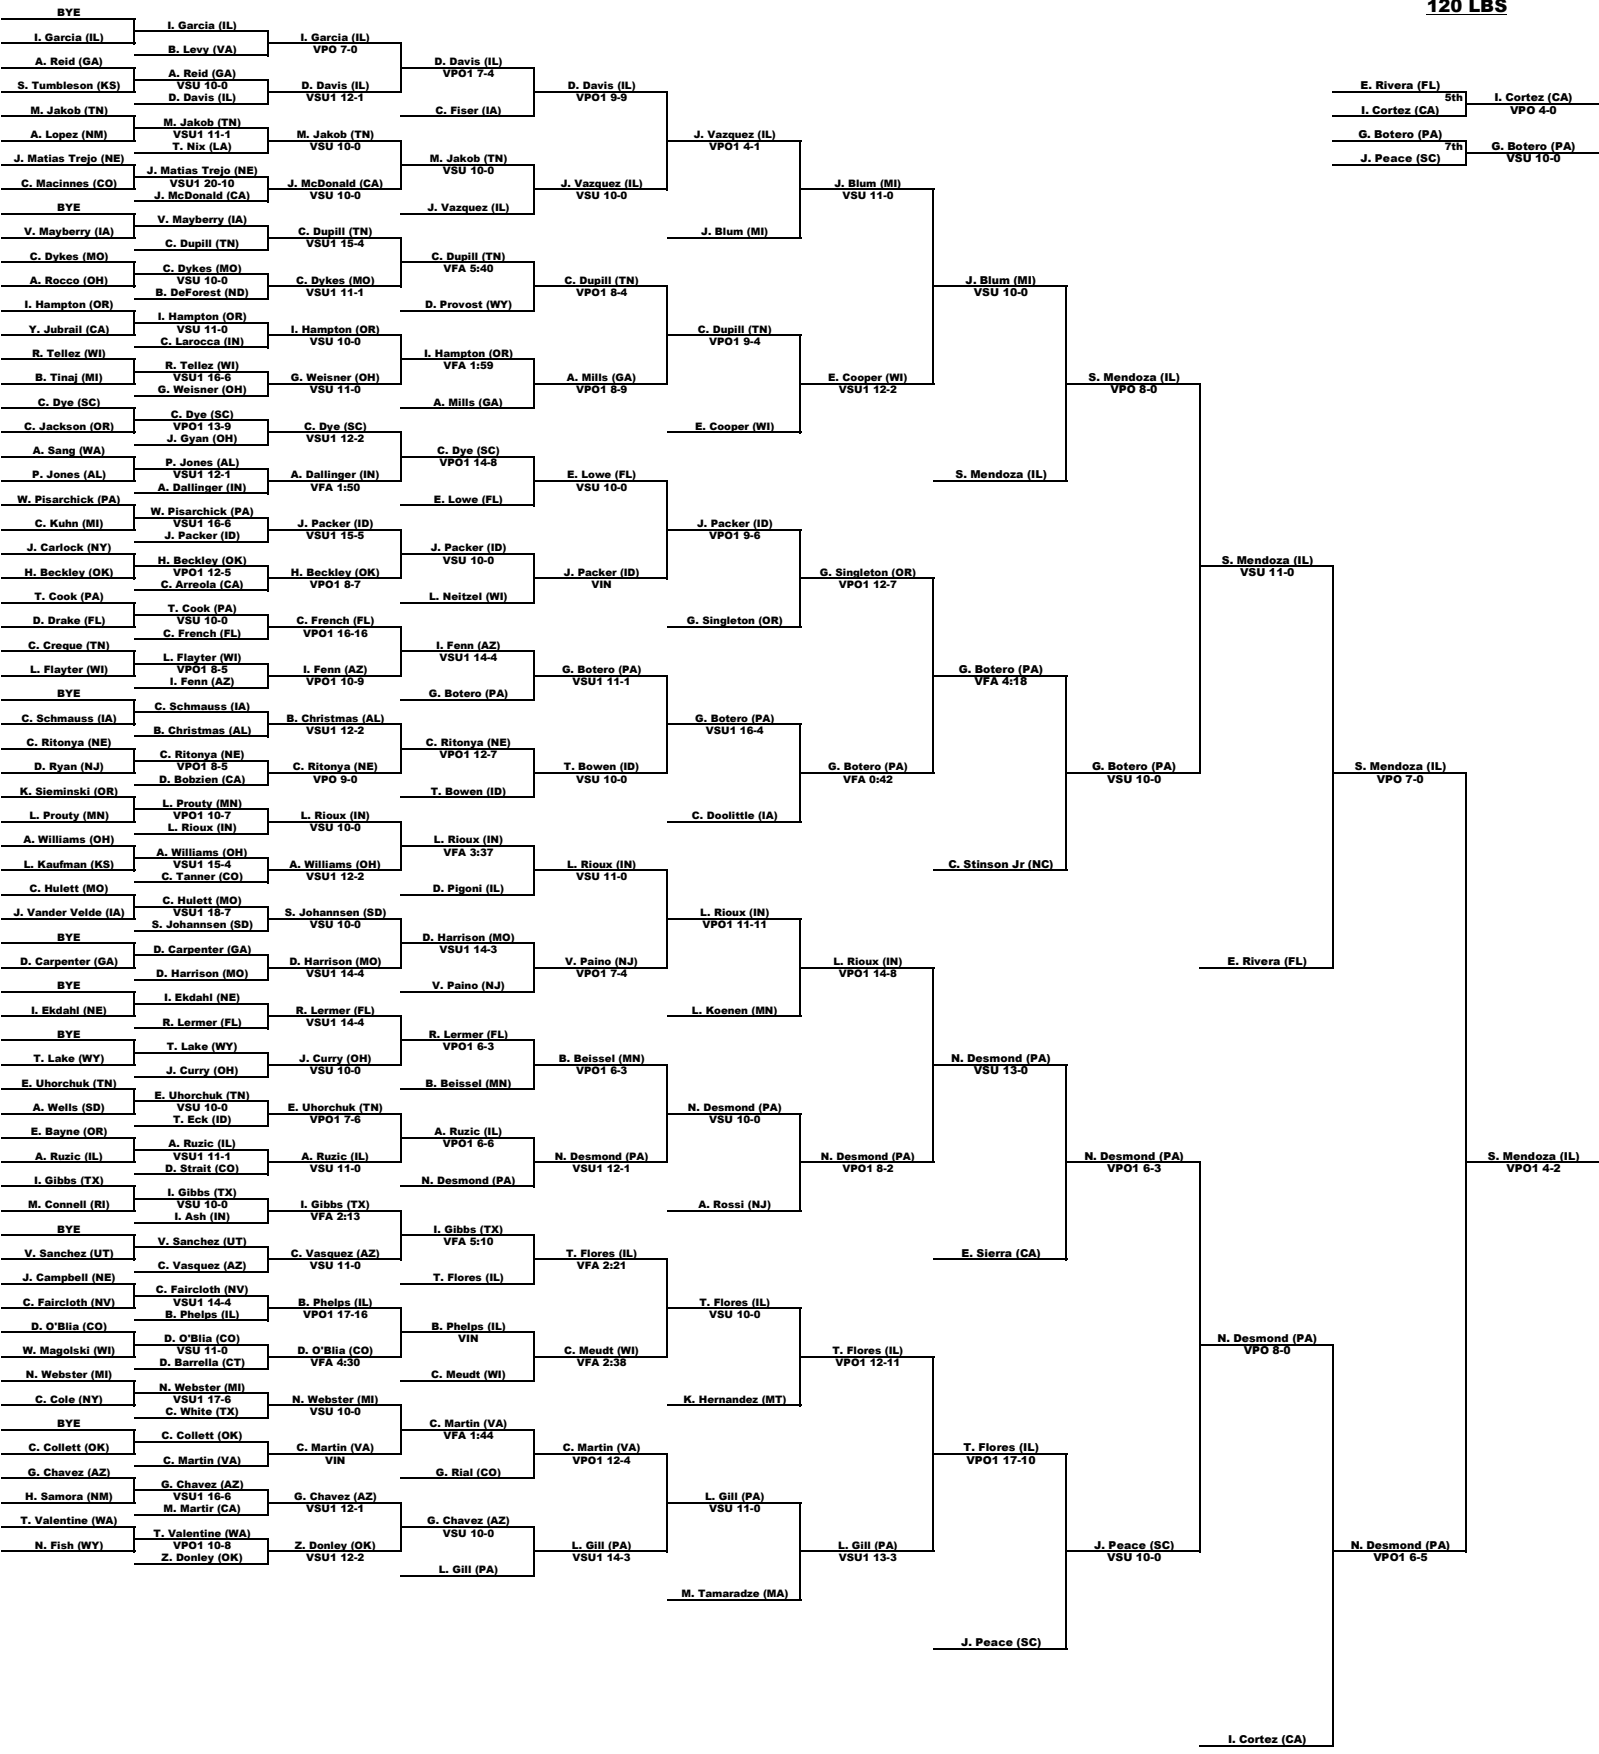 120 LBS
BYE
I. Garcia (IL)
A. Reid (GA)
S. Tumbleson (KS)
M. Jakob (TN)
A. Lopez (NM)
J. Matias Trejo (NE)
C. Macinnes (CO)
BYE
V. Mayberry (IA)
C. Dykes (MO)
A. Rocco (OH)
I. Hampton (OR)
Y. Jubrail (CA)
R. Tellez (WI)
B. Tinaj (MI)
C. Dye (SC)
C. Jackson (OR)
A. Sang (WA)
P. Jones (AL)
W. Pisarchick (PA)
C. Kuhn (MI)
J. Carlock (NY)
H. Beckley (OK)
T. Cook (PA)
D. Drake (FL)
C. Creque (TN)
L. Flayter (WI)
BYE
C. Schmauss (IA)
C. Ritonya (NE)
D. Ryan (NJ)
K. Sieminski (OR)
L. Prouty (MN)
A. Williams (OH)
L. Kaufman (KS)
C. Hulett (MO)
J. Vander Velde (IA)
BYE
D. Carpenter (GA)
BYE
I. Ekdahl (NE)
BYE
T. Lake (WY)
E. Uhorchuk (TN)
A. Wells (SD)
E. Bayne (OR)
A. Ruzic (IL)
I. Gibbs (TX)
M. Connell (RI)
BYE
V. Sanchez (UT)
J. Campbell (NE)
C. Faircloth (NV)
D. O'Blia (CO)
W. Magolski (WI)
N. Webster (MI)
C. Cole (NY)
BYE
C. Collett (OK)
G. Chavez (AZ)
H. Samora (NM)
T. Valentine (WA)
N. Fish (WY)
I. Garcia (IL)
B. Levy (VA)
A. Reid (GA)
VSU 10-0
D. Davis (IL)
M. Jakob (TN)
VSU1 11-1
T. Nix (LA)
J. Matias Trejo (NE)
VSU1 20-10
J. McDonald (CA)
V. Mayberry (IA)
C. Dupill (TN)
C. Dykes (MO)
VSU 10-0
B. DeForest (ND)
I. Hampton (OR)
VSU 11-0
C. Larocca (IN)
R. Tellez (WI)
VSU1 16-6
G. Weisner (OH)
C. Dye (SC)
VPO1 13-9
J. Gyan (OH)
P. Jones (AL)
VSU1 12-1
A. Dallinger (IN)
W. Pisarchick (PA)
VSU1 16-6
J. Packer (ID)
H. Beckley (OK)
VPO1 12-5
C. Arreola (CA)
T. Cook (PA)
VSU 10-0
C. French (FL)
L. Flayter (WI)
VPO1 8-5
I. Fenn (AZ)
C. Schmauss (IA)
B. Christmas (AL)
C. Ritonya (NE)
VPO1 8-5
D. Bobzien (CA)
L. Prouty (MN)
VPO1 10-7
L. Rioux (IN)
A. Williams (OH)
VSU1 15-4
C. Tanner (CO)
C. Hulett (MO)
VSU1 18-7
S. Johannsen (SD)
D. Carpenter (GA)
D. Harrison (MO)
I. Ekdahl (NE)
R. Lermer (FL)
T. Lake (WY)
J. Curry (OH)
E. Uhorchuk (TN)
VSU 10-0
T. Eck (ID)
A. Ruzic (IL)
VSU1 11-1
D. Strait (CO)
I. Gibbs (TX)
VSU 10-0
I. Ash (IN)
V. Sanchez (UT)
C. Vasquez (AZ)
C. Faircloth (NV)
VSU1 14-4
B. Phelps (IL)
D. O'Blia (CO)
VSU 11-0
D. Barrella (CT)
N. Webster (MI)
VSU1 17-6
C. White (TX)
C. Collett (OK)
C. Martin (VA)
G. Chavez (AZ)
VSU1 16-6
M. Martir (CA)
T. Valentine (WA)
VPO1 10-8
Z. Donley (OK)
I. Garcia (IL)
VPO 7-0
D. Davis (IL)
VSU1 12-1
M. Jakob (TN)
VSU 10-0
J. McDonald (CA)
VSU 10-0
C. Dupill (TN)
VSU1 15-4
C. Dykes (MO)
VSU1 11-1
I. Hampton (OR)
VSU 10-0
G. Weisner (OH)
VSU 11-0
C. Dye (SC)
VSU1 12-2
A. Dallinger (IN)
VFA 1:50
J. Packer (ID)
VSU1 15-5
H. Beckley (OK)
VPO1 8-7
C. French (FL)
VPO1 16-16
I. Fenn (AZ)
VPO1 10-9
B. Christmas (AL)
VSU1 12-2
C. Ritonya (NE)
VPO 9-0
L. Rioux (IN)
VSU 10-0
A. Williams (OH)
VSU1 12-2
S. Johannsen (SD)
VSU 10-0
D. Harrison (MO)
VSU1 14-4
R. Lermer (FL)
VSU1 14-4
J. Curry (OH)
VSU 10-0
E. Uhorchuk (TN)
VPO1 7-6
A. Ruzic (IL)
VSU 11-0
I. Gibbs (TX)
VFA 2:13
C. Vasquez (AZ)
VSU 11-0
B. Phelps (IL)
VPO1 17-16
D. O'Blia (CO)
VFA 4:30
N. Webster (MI)
VSU 10-0
C. Martin (VA)
VIN
G. Chavez (AZ)
VSU1 12-1
Z. Donley (OK)
VSU1 12-2
D. Davis (IL)
VPO1 7-4
C. Fiser (IA)
M. Jakob (TN)
VSU 10-0
J. Vazquez (IL)
C. Dupill (TN)
VFA 5:40
D. Provost (WY)
I. Hampton (OR)
VFA 1:59
A. Mills (GA)
C. Dye (SC)
VPO1 14-8
E. Lowe (FL)
J. Packer (ID)
VSU 10-0
L. Neitzel (WI)
I. Fenn (AZ)
VSU1 14-4
G. Botero (PA)
C. Ritonya (NE)
VPO1 12-7
T. Bowen (ID)
L. Rioux (IN)
VFA 3:37
D. Pigoni (IL)
D. Harrison (MO)
VSU1 14-3
V. Paino (NJ)
R. Lermer (FL)
VPO1 6-3
B. Beissel (MN)
A. Ruzic (IL)
VPO1 6-6
N. Desmond (PA)
I. Gibbs (TX)
VFA 5:10
T. Flores (IL)
B. Phelps (IL)
VIN
C. Meudt (WI)
C. Martin (VA)
VFA 1:44
G. Rial (CO)
G. Chavez (AZ)
VSU 10-0
L. Gill (PA)
D. Davis (IL)
VPO1 9-9
J. Vazquez (IL)
VSU 10-0
C. Dupill (TN)
VPO1 8-4
A. Mills (GA)
VPO1 8-9
E. Lowe (FL)
VSU 10-0
J. Packer (ID)
VIN
G. Botero (PA)
VSU1 11-1
T. Bowen (ID)
VSU 10-0
L. Rioux (IN)
VSU 11-0
V. Paino (NJ)
VPO1 7-4
B. Beissel (MN)
VPO1 6-3
N. Desmond (PA)
VSU1 12-1
T. Flores (IL)
VFA 2:21
C. Meudt (WI)
VFA 2:38
C. Martin (VA)
VPO1 12-4
L. Gill (PA)
VSU1 14-3
J. Vazquez (IL)
VPO1 4-1
J. Blum (MI)
C. Dupill (TN)
VPO1 9-4
E. Cooper (WI)
J. Packer (ID)
VPO1 9-6
G. Singleton (OR)
G. Botero (PA)
VSU1 16-4
C. Doolittle (IA)
L. Rioux (IN)
VPO1 11-11
L. Koenen (MN)
N. Desmond (PA)
VSU 10-0
A. Rossi (NJ)
T. Flores (IL)
VSU 10-0
K. Hernandez (MT)
L. Gill (PA)
VSU 11-0
M. Tamaradze (MA)
J. Blum (MI)
VSU 11-0
E. Cooper (WI)
VSU1 12-2
G. Singleton (OR)
VPO1 12-7
G. Botero (PA)
VFA 0:42
L. Rioux (IN)
VPO1 14-8
N. Desmond (PA)
VPO1 8-2
T. Flores (IL)
VPO1 12-11
L. Gill (PA)
VSU1 13-3
J. Blum (MI)
VSU 10-0
S. Mendoza (IL)
G. Botero (PA)
VFA 4:18
C. Stinson Jr (NC)
N. Desmond (PA)
VSU 13-0
E. Sierra (CA)
T. Flores (IL)
VPO1 17-10
J. Peace (SC)
S. Mendoza (IL)
VPO 8-0
G. Botero (PA)
VSU 10-0
N. Desmond (PA)
VPO1 6-3
J. Peace (SC)
VSU 10-0
S. Mendoza (IL)
VSU 11-0
E. Rivera (FL)
N. Desmond (PA)
VPO 8-0
I. Cortez (CA)
S. Mendoza (IL)
VPO 7-0
N. Desmond (PA)
VPO1 6-5
S. Mendoza (IL)
VPO1 4-2
E. Rivera (FL)
5th
I. Cortez (CA)
I. Cortez (CA)
VPO 4-0
G. Botero (PA)
7th
J. Peace (SC)
G. Botero (PA)
VSU 10-0